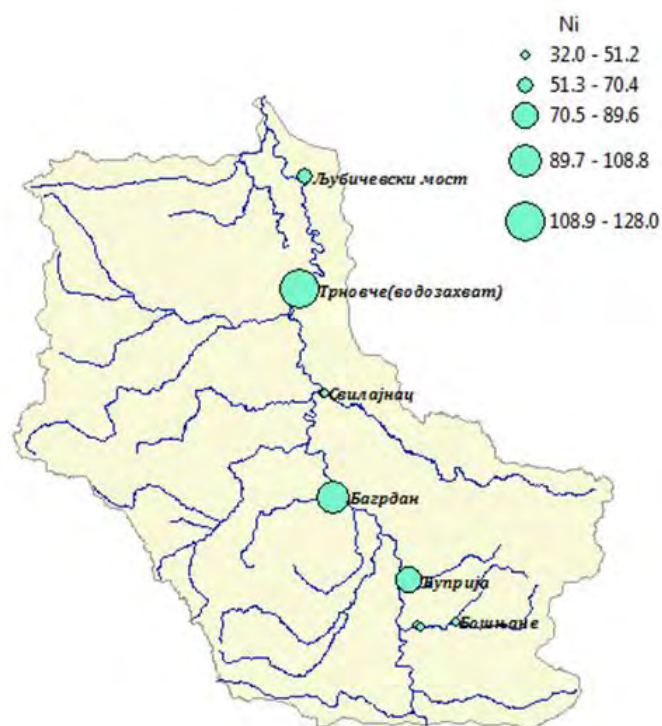 Ni
32.0 - 51.2
51.3 - 70.4
70.5 - 89.6
89.7 - 108.8
108.9 - 128.0
Љубичевски мост
Трновче(водозахват)
Свилајнац
Багрдан
Ћуприја
Бошњане